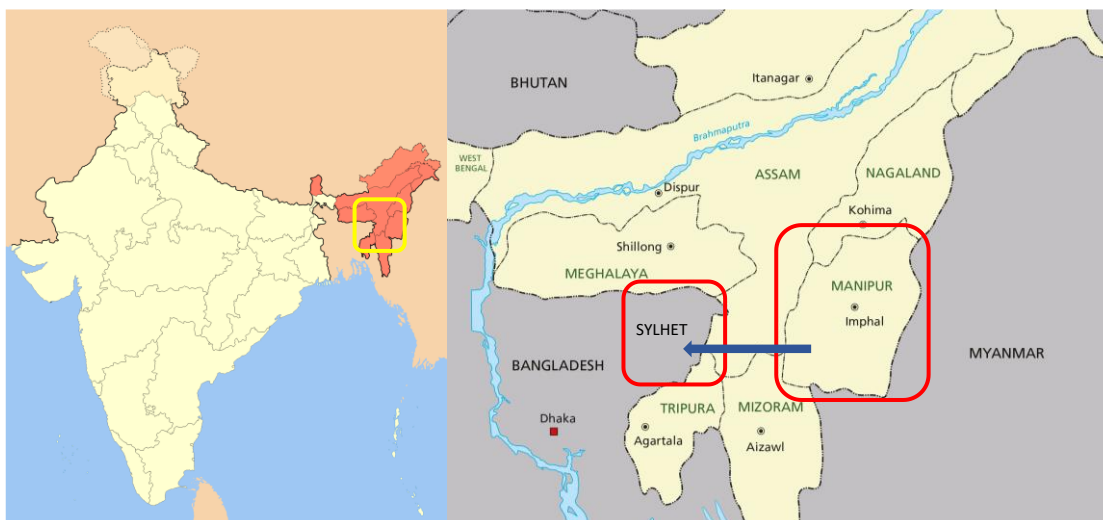 BHUTAN
Itanagar
Brahmaputra
WEST
BENGAL
ASSAM
NAGALAND
Dispur
Kohima
Shillong
MEGHALAYA
MANIPUR
Imphal
SYLHET
MYANMAR
BANGLADESH
TRIPURA
MIZORAM
Dhaka
Agartala
Aizawl